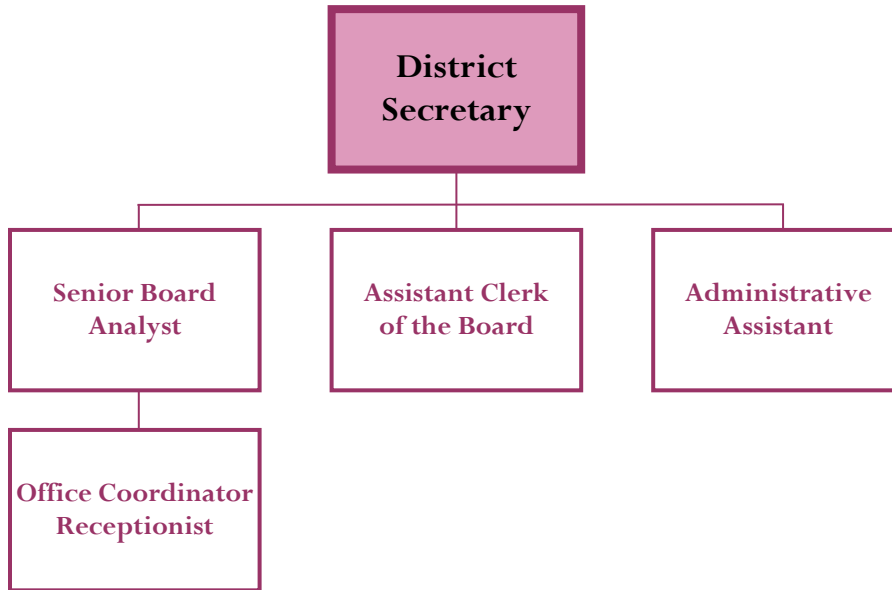 District
Secretary
Senior Board
Analyst
Assistant Clerk
of the Board
Administrative
Assistant
Office Coordinator
Receptionist